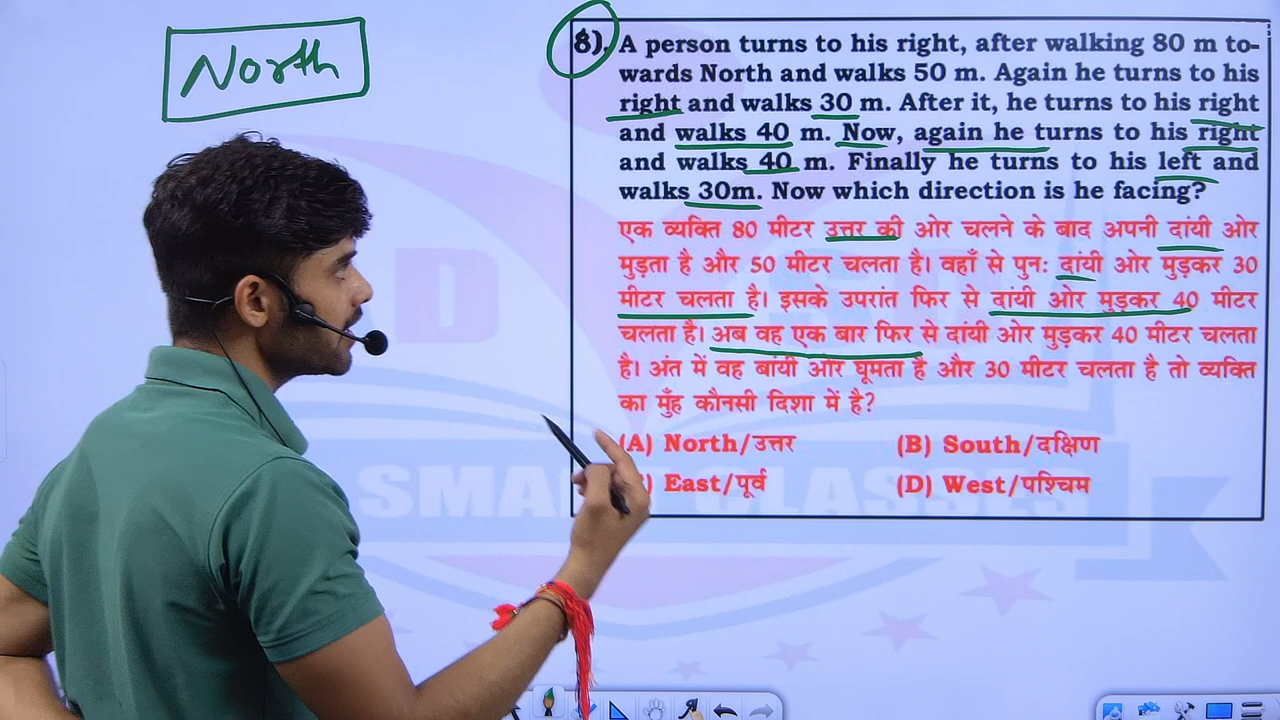 North
8). A person turns to his right, after walking 80 m to-
wards North and walks 50 m. Again he turns to his
right and walks 30 m. After it, he turns to his right
and walks 40 m. Now, again he turns to his right
and walks 40 m. Finally he turns to his left and
walks 30m. Now which direction is he facing?
एक व्यक्ति 80 मीटर उत्तर की ओर चलने के बाद अपनी दांयी ओर
मुड़ता है और 50 मीटर चलता है। वहाँ से पुनः दांयी ओर मुड़कर 30
मीटर चलता है। इसके उपरांत फिर से दांयी ओर मुड़कर 40 मीटर
चलता है। अब वह एक बार फिर से दांयी ओर मुड़कर 40 मीटर चलता
है। अंत में वह बांयी ओर घूमता है और 30 मीटर चलता है तो व्यक्ति
का मुँह कौनसी दिशा में है?
(A) North/उत्तर (B) South/दक्षिण
East/पूर्व (D) West/पश्चिम
SMART CLASSES